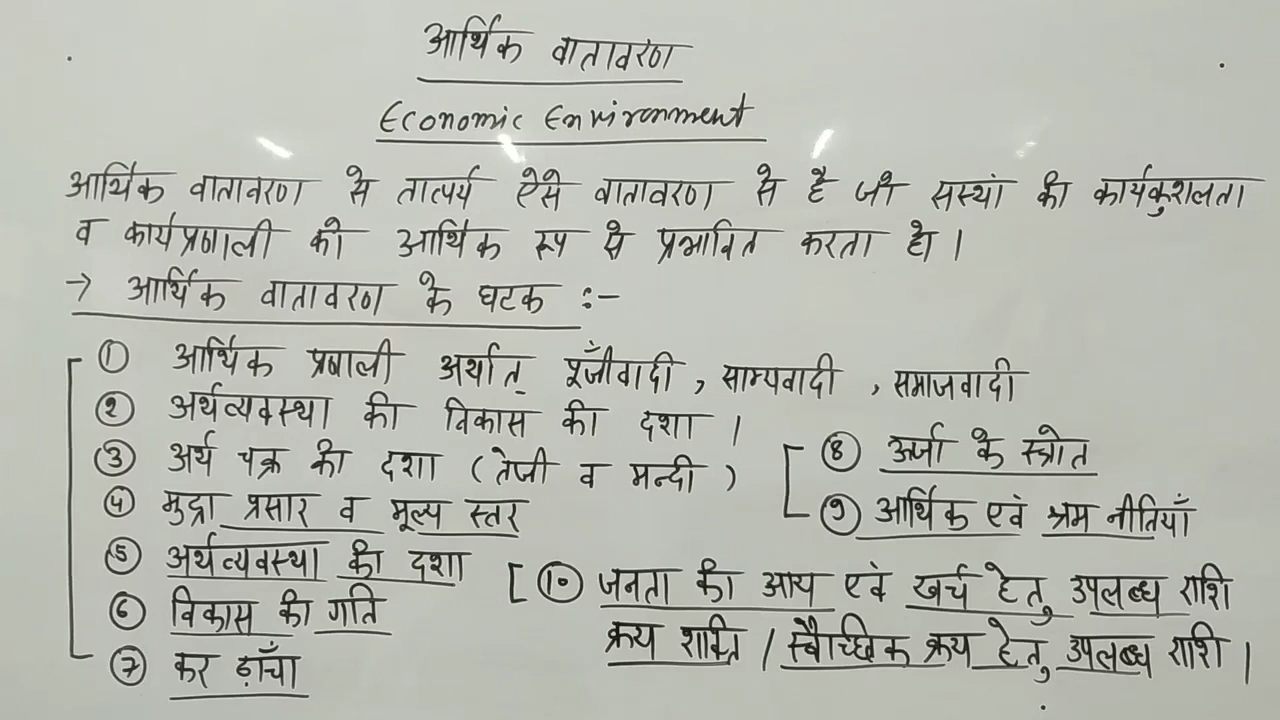 आर्थिक वातावरण
Economic Environment
आर्थिक वातावरण से तात्पर्य ऐसे वातावरण से है जो सस्थां की कार्यकुशलता
व कार्यप्रणाली को आर्थिक रूप से प्रभावित करता हो ।
→ आर्थिक वातावरण के घटक :-
① आर्थिक प्रणाली अर्थात् पूँजीवादी , साम्यवादी , समाजवादी
② अर्थव्यवस्था की विकास की दशा ।
③ अर्थ चक्र की दशा ( तेजी व मन्दी )
④ मुद्रा प्रसार व मूल्य स्तर
⑤ अर्थव्यवस्था की दशा
⑥ विकास की गति
⑦ कर ढ़ाँचा
⑧ ऊर्जा के स्त्रोत
⑨ आर्थिक एवं श्रम नीतियाँ
⑩ जनता की आय एवं खर्च हेतु उपलब्ध राशि
क्रय शक्ति / स्वैच्छिक क्रय हेतु उपलब्ध राशि ।